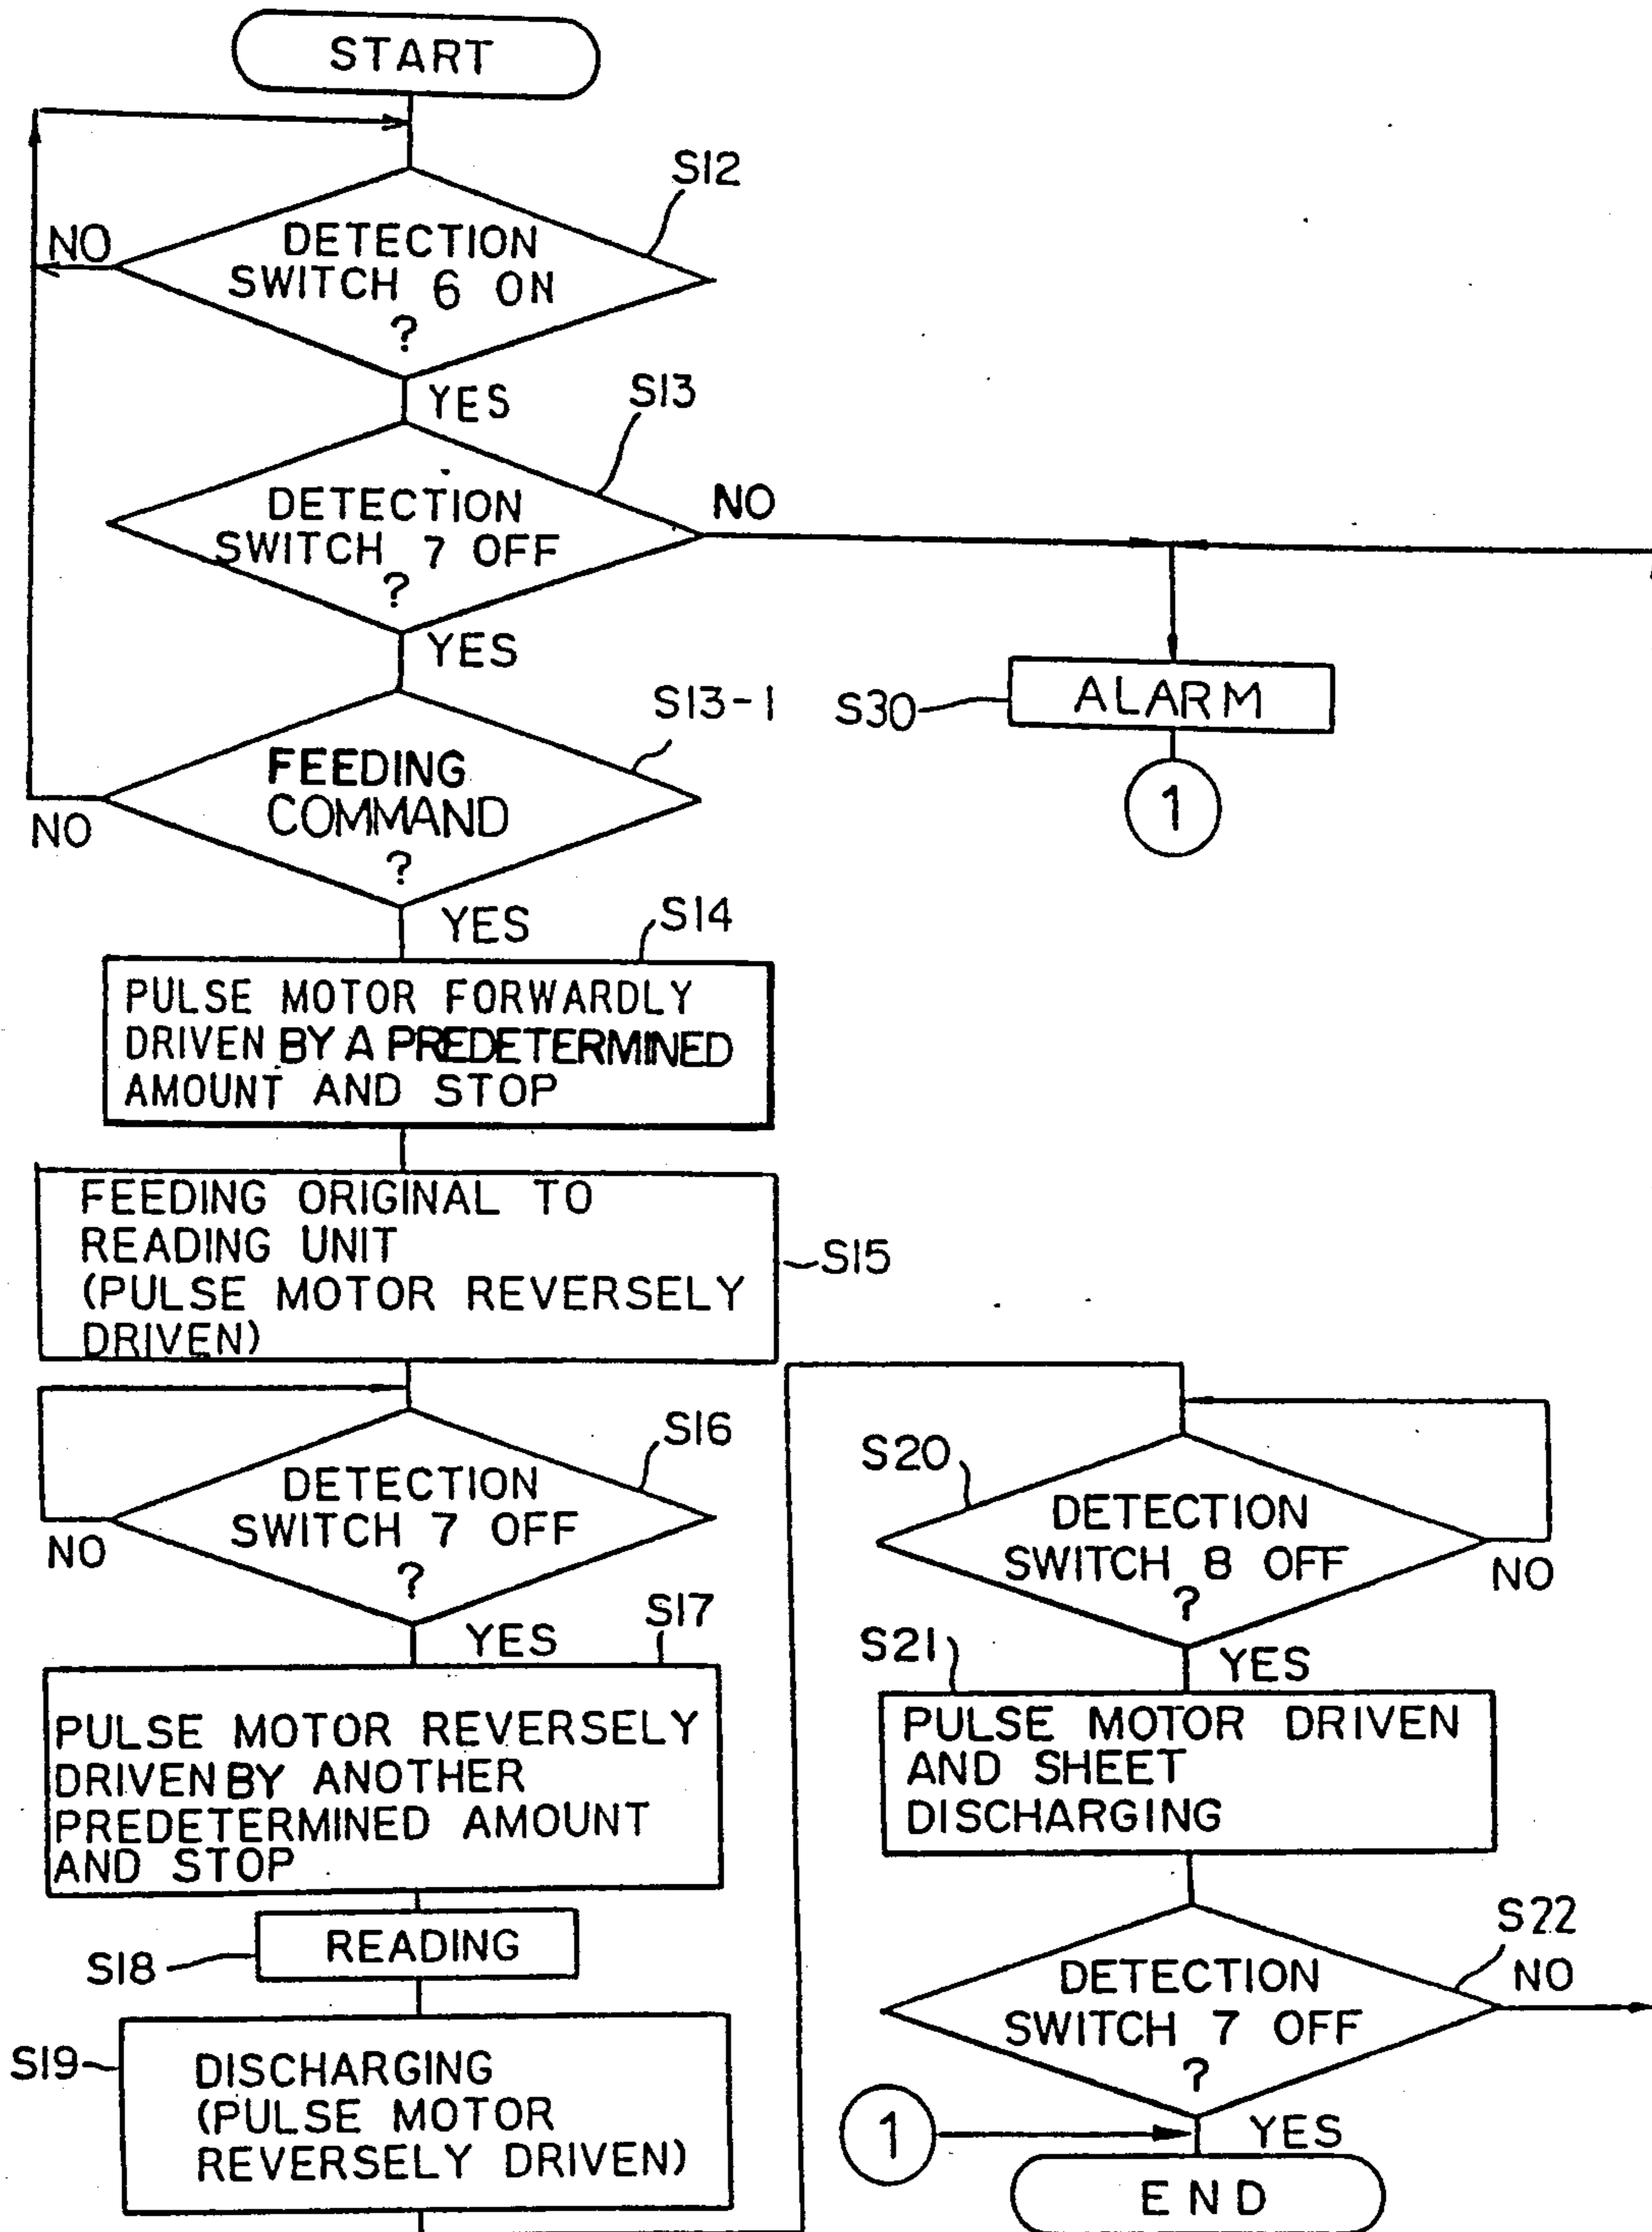 START
S12
NO
DETECTION
SWITCH 6 ON
?
YES
S13
DETECTION
SWITCH 7 OFF
?
NO
YES
S13-1
FEEDING
COMMAND
?
NO
S30
ALARM
1
YES
S14
PULSE MOTOR FORWARDLY
DRIVEN BY A PREDETERMINED
AMOUNT AND STOP
FEEDING ORIGINAL TO
READING UNIT
(PULSE MOTOR REVERSELY
DRIVEN)
S15
S16
DETECTION
SWITCH 7 OFF
?
NO
YES
S17
PULSE MOTOR REVERSELY
DRIVEN BY ANOTHER
PREDETERMINED AMOUNT
AND STOP
S18
READING
S19
DISCHARGING
(PULSE MOTOR
REVERSELY DRIVEN)
S20
DETECTION
SWITCH 8 OFF
?
NO
S21
YES
PULSE MOTOR DRIVEN
AND SHEET
DISCHARGING
S22
DETECTION
SWITCH 7 OFF
?
NO
1
YES
END